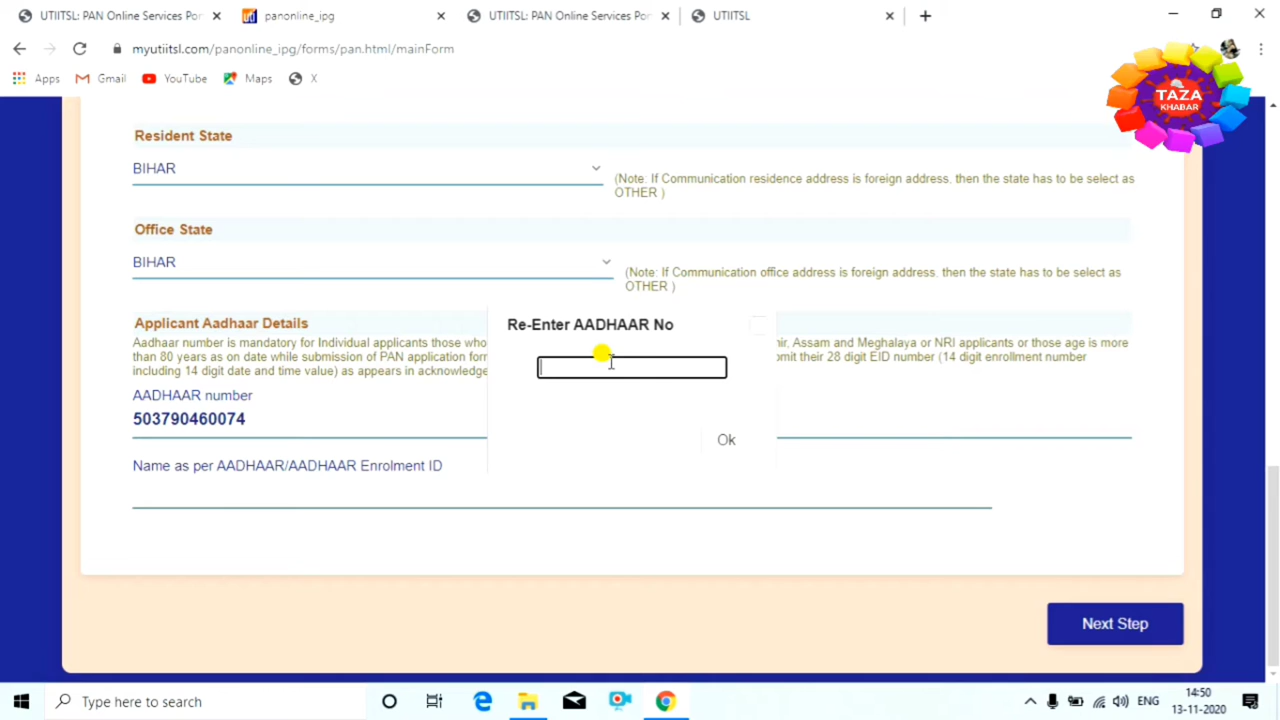 UTIITSL: PAN Online Services Por
panonline_ipg
UTIITSL: PAN Online Services Por
UTIITSL
myutiitsl.com/panonline_ipg/forms/pan.html/mainForm
Apps
Gmail
YouTube
Maps
X
TAZA
KHABAR
Resident State
BIHAR
(Note: If Communication residence address is foreign address, then the state has to be select as
OTHER )
Office State
BIHAR
(Note: If Communication office address is foreign address, then the state has to be select as
OTHER )
Applicant Aadhaar Details
Aadhaar number is mandatory for Individual applicants those who
ir, Assam and Meghalaya or NRI applicants or those age is more
than 80 years as on date while submission of PAN application forn
mit their 28 digit EID number (14 digit enrollment number
including 14 digit date and time value) as appears in acknowledge
Re-Enter AADHAAR No
Ok
AADHAAR number
503790460074
Name as per AADHAAR/AADHAAR Enrolment ID
Next Step
Type here to search
ENG
14:50
13-11-2020